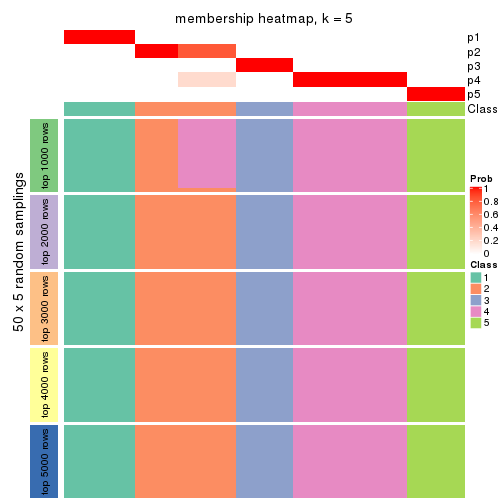 membership heatmap, k = 5
p1
p2
p3
p4
p5
Class
50 x 5 random samplings
top 1000 rows
top 2000 rows
top 3000 rows
top 4000 rows
top 5000 rows
Prob
1
0.8
0.6
0.4
0.2
0
Class
1
2
3
4
5